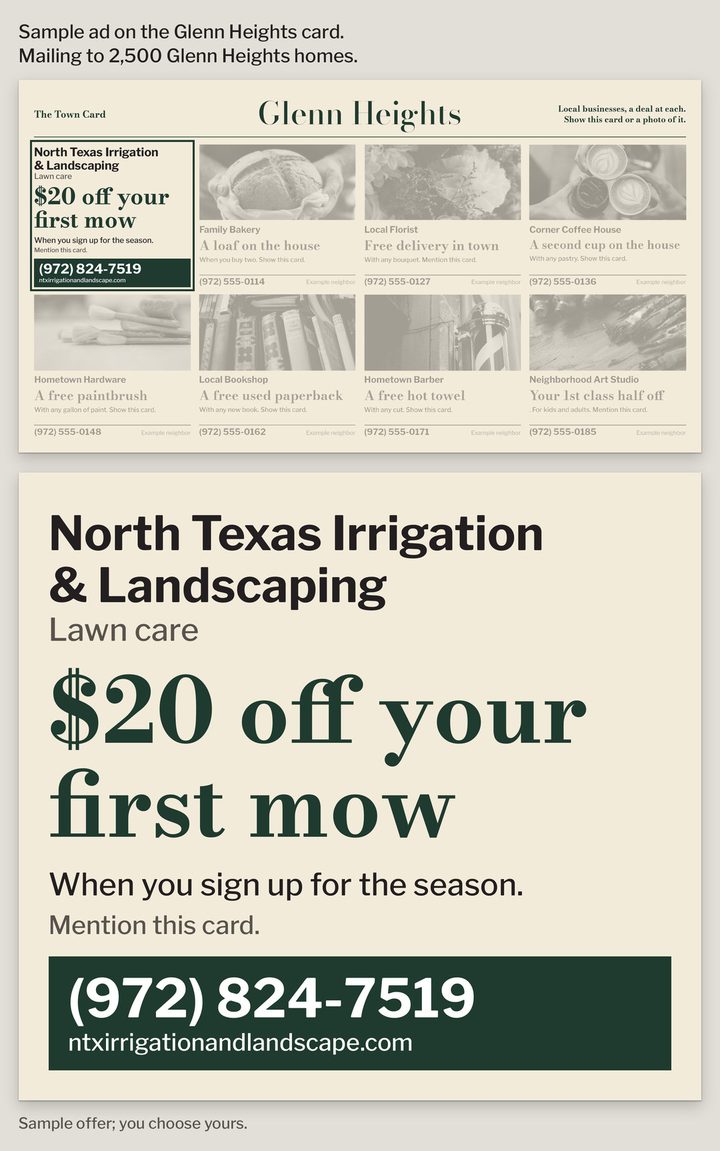 Sample ad on the Glenn Heights card.
Mailing to 2,500 Glenn Heights homes.
The Town Card
Glenn Heights
Local businesses, a deal at each.
Show this card or a photo of it.
North Texas Irrigation
& Landscaping
Lawn care
$20 off your
first mow
When you sign up for the season.
Mention this card.
(972) 824-7519
ntxirrigationandlandscape.com
Family Bakery
A loaf on the house
When you buy two. Show this card.
(972) 555-0114 Example neighbor
Local Florist
Free delivery in town
With any bouquet. Mention this card.
(972) 555-0127 Example neighbor
Corner Coffee House
A second cup on the house
With any pastry. Show this card.
(972) 555-0136 Example neighbor
Hometown Hardware
A free paintbrush
With any gallon of paint. Show this card.
(972) 555-0148 Example neighbor
Local Bookshop
A free used paperback
With any new book. Show this card.
(972) 555-0162 Example neighbor
Hometown Barber
A free hot towel
With any cut. Show this card.
(972) 555-0171 Example neighbor
Neighborhood Art Studio
Your 1st class half off
For kids and adults. Mention this card.
(972) 555-0185 Example neighbor
North Texas Irrigation
& Landscaping
Lawn care
$20 off your
first mow
When you sign up for the season.
Mention this card.
(972) 824-7519
ntxirrigationandlandscape.com
Sample offer; you choose yours.